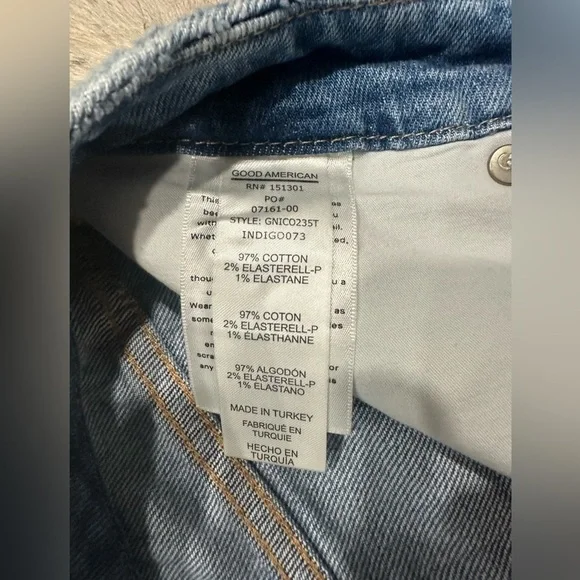 GOOD AMERICAN
RN# 151301
PO#
07161-00
STYLE: GNICO235T
INDIGO073
97% COTTON
2% ELASTERELL-P
1% ELASTANE
97% COTON
2% ELASTERELL-P
1% ÉLASTHANNE
97% ALGODÓN
2% ELASTERELL-P
1% ELASTANO
MADE IN TURKEY
FABRIQUÉ EN
TURQUIE
HECHO EN
TURQUÍA